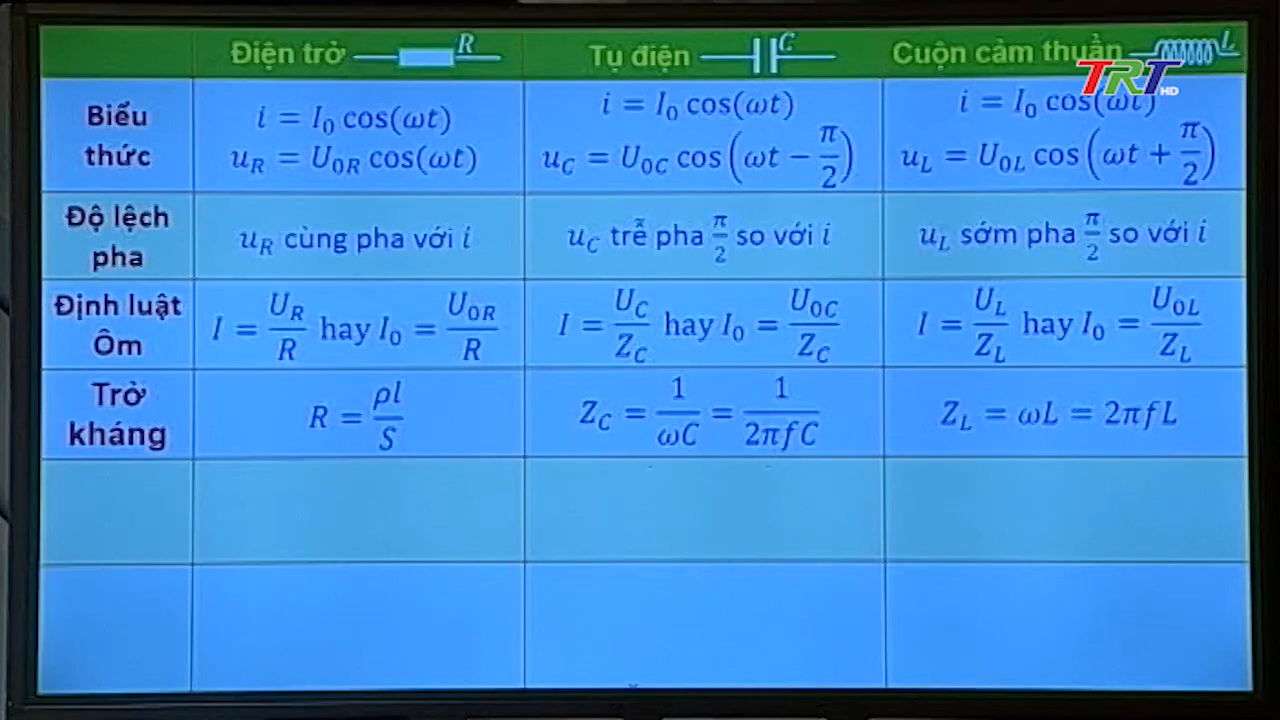 Điện trở R Tụ điện C Cuộn cảm thuần L
TRT HD
Biểu thức
i = I₀ cos(ωt)
u_R = U₀R cos(ωt)
i = I₀ cos(ωt)
u_C = U₀C cos(ωt − π/2)
i = I₀ cos(ωt)
u_L = U₀L cos(ωt + π/2)
Độ lệch pha
u_R cùng pha với i
u_C trễ pha π/2 so với i
u_L sớm pha π/2 so với i
Định luật Ôm
I = U_R/R hay I₀ = U₀R/R
I = U_C/Z_C hay I₀ = U₀C/Z_C
I = U_L/Z_L hay I₀ = U₀L/Z_L
Trở kháng
R = ρl/S
Z_C = 1/ωC = 1/2πfC
Z_L = ωL = 2πfL